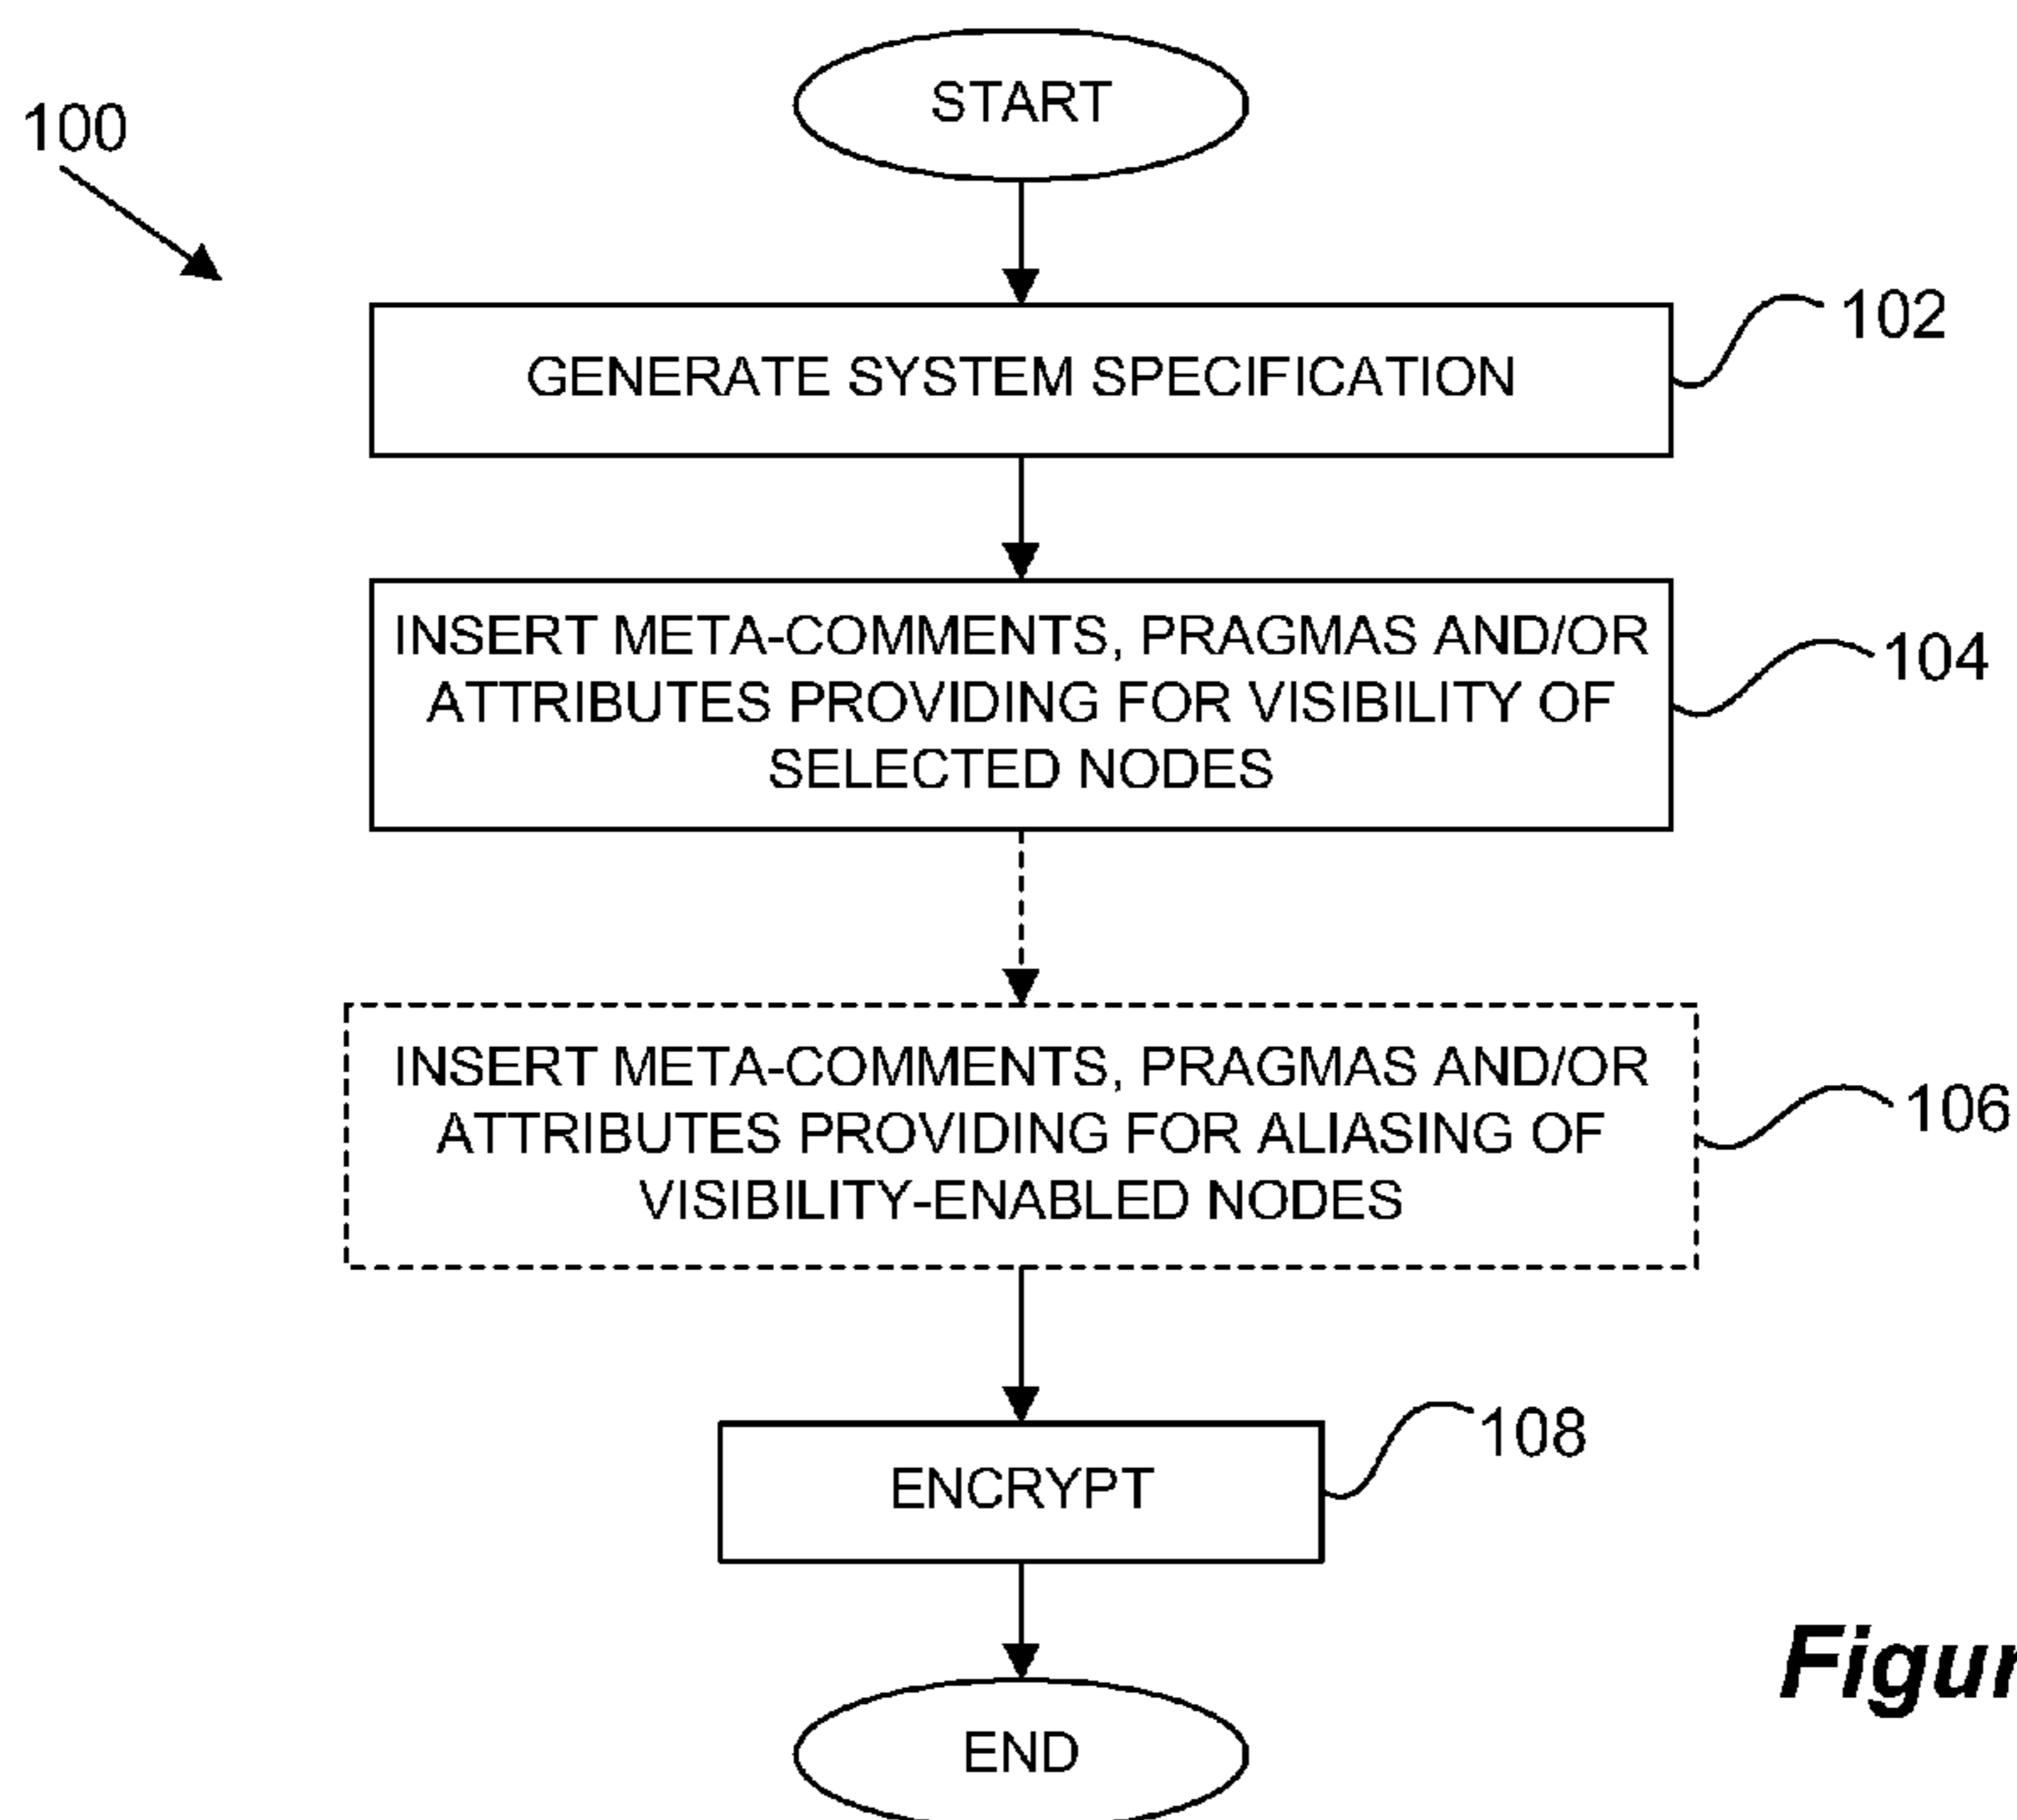 START
100
GENERATE SYSTEM SPECIFICATION
102
INSERT META-COMMENTS, PRAGMAS AND/OR
ATTRIBUTES PROVIDING FOR VISIBILITY OF
SELECTED NODES
104
INSERT META-COMMENTS, PRAGMAS AND/OR
ATTRIBUTES PROVIDING FOR ALIASING OF
VISIBILITY-ENABLED NODES
106
ENCRYPT
108
END